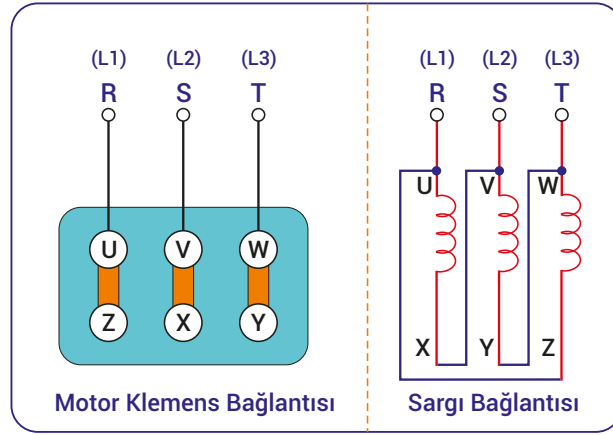 (L1) (L2) (L3)
R S T
U V W
Z X Y
Motor Klemens Bağlantısı
(L1) (L2) (L3)
R S T
U V W
X Y Z
Sargı Bağlantısı